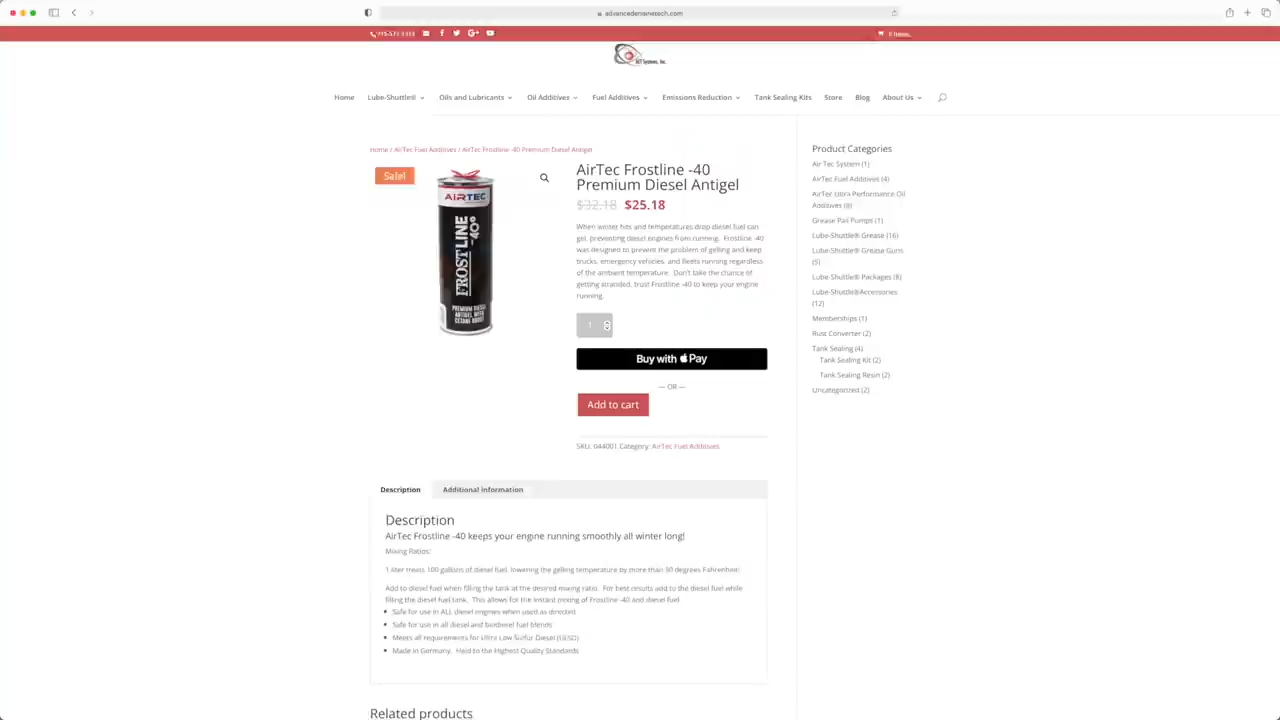 advanceddenametech.com
0 Items
ACT Systems, Inc.
Home
Lube-Shuttle®
Oils and Lubricants
Oil Additives
Fuel Additives
Emissions Reduction
Tank Sealing Kits
Store
Blog
About Us
Home / AirTec Fuel Additives / AirTec Frostline -40 Premium Diesel Antigel
Sale!
AIRTEC
FROSTLINE -40°
PREMIUM DIESEL
ANTIGEL WITH
CETANE BOOST
AirTec Frostline -40
Premium Diesel Antigel
$32.18 $25.18
When winter hits and temperatures drop diesel fuel can
gel, preventing diesel engines from running. Frostline -40
was designed to prevent the problem of gelling and keep
trucks, emergency vehicles, and fleets running regardless
of the ambient temperature. Don't take the chance of
getting stranded, trust Frostline -40 to keep your engine
running.
1
Buy with Pay
— OR —
Add to cart
SKU: 044001 Category: AirTec Fuel Additives
Product Categories
Air Tec System (1)
AirTec Fuel Additives (4)
AirTec Ultra Performance Oil
Additives (8)
Grease Pail Pumps (1)
Lube-Shuttle® Grease (16)
Lube-Shuttle® Grease Guns
(5)
Lube-Shuttle® Packages (8)
Lube-Shuttle®Accessories
(12)
Memberships (1)
Rust Converter (2)
Tank Sealing (4)
Tank Sealing Kit (2)
Tank Sealing Resin (2)
Uncategorized (2)
Description
Additional information
Description
AirTec Frostline -40 keeps your engine running smoothly all winter long!
Mixing Ratios:
1 liter treats 100 gallons of diesel fuel, lowering the gelling temperature by more than 30 degrees Fahrenheit!
Add to diesel fuel when filling the tank at the desired mixing ratio. For best results add to the diesel fuel while
filling the diesel fuel tank. This allows for the instant mixing of Frostline -40 and diesel fuel
Safe for use in ALL diesel engines when used as directed
Safe for use in all diesel and biodiesel fuel blends
Meets all requirements for Ultra Low Sulfur Diesel (ULSD)
Made in Germany. Held to the Highest Quality Standards
Related products